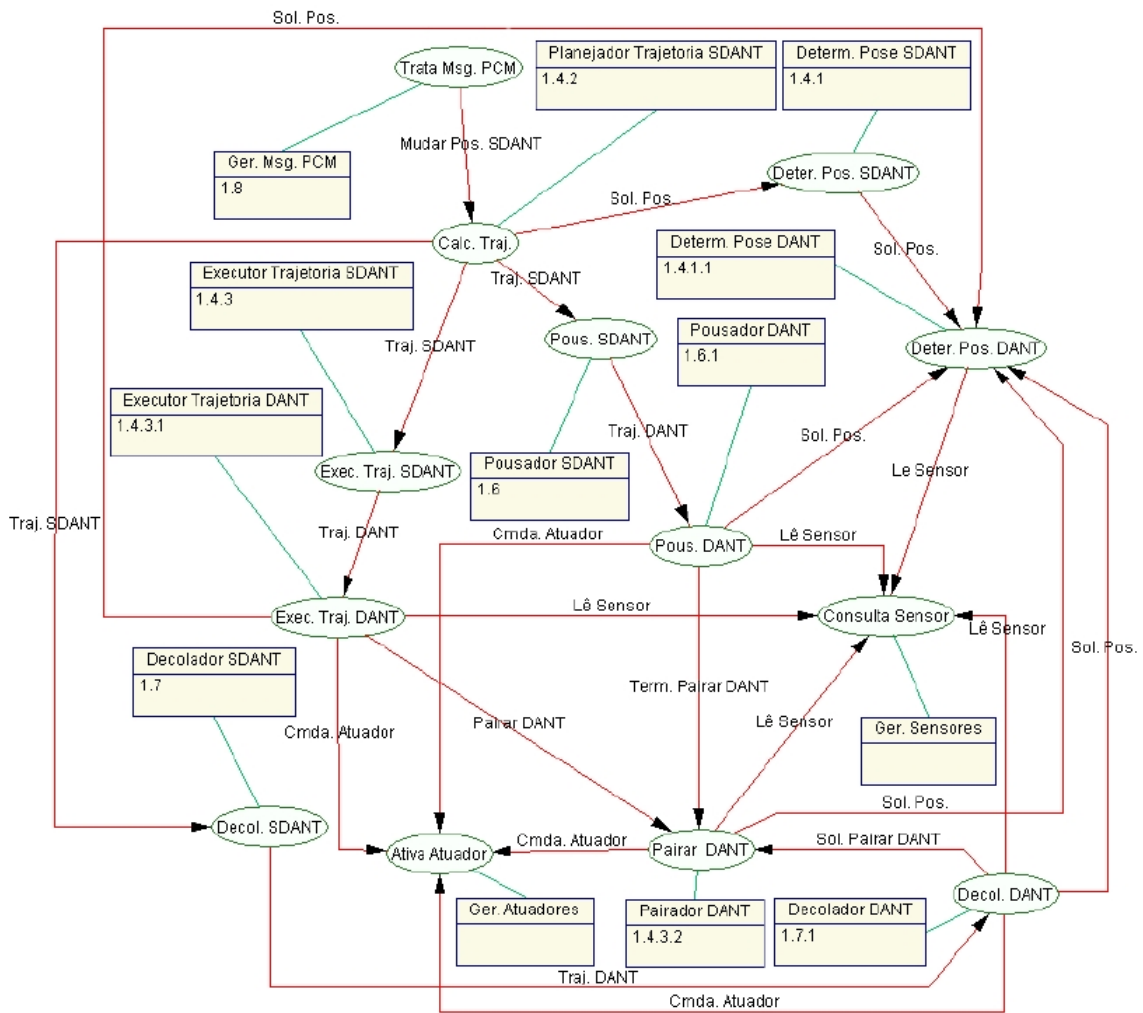 Sol. Pos.
Trata Msg. PCM
Planejador Trajetoria SDANT
1.4.2
Determ. Pose SDANT
1.4.1
Mudar Pos. SDANT
Ger. Msg. PCM
1.8
Deter. Pos. SDANT
Sol. Pos.
Calc. Traj.
Determ. Pose DANT
1.4.1.1
Sol. Pos.
Executor Trajetoria SDANT
1.4.3
Traj. SDANT
Pousador DANT
1.6.1
Pous. SDANT
Traj. SDANT
Deter. Pos. DANT
Executor Trajetoria DANT
1.4.3.1
Traj. DANT
Sol. Pos.
Exec. Traj. SDANT
Pousador SDANT
1.6
Le Sensor
Traj. SDANT
Traj. DANT
Cmda. Atuador
Pous. DANT
Lê Sensor
Exec. Traj. DANT
Lê Sensor
Consulta Sensor
Lê Sensor
Sol. Pos.
Decolador SDANT
1.7
Term. Pairar DANT
Cmda. Atuador
Pairar DANT
Lê Sensor
Ger. Sensores
Sol. Pos.
Decol. SDANT
Ativa Atuador
Cmda. Atuador
Pairar DANT
Sol. Pairar DANT
Decol. DANT
Ger. Atuadores
Pairador DANT
1.4.3.2
Decolador DANT
1.7.1
Traj. DANT
Cmda. Atuador